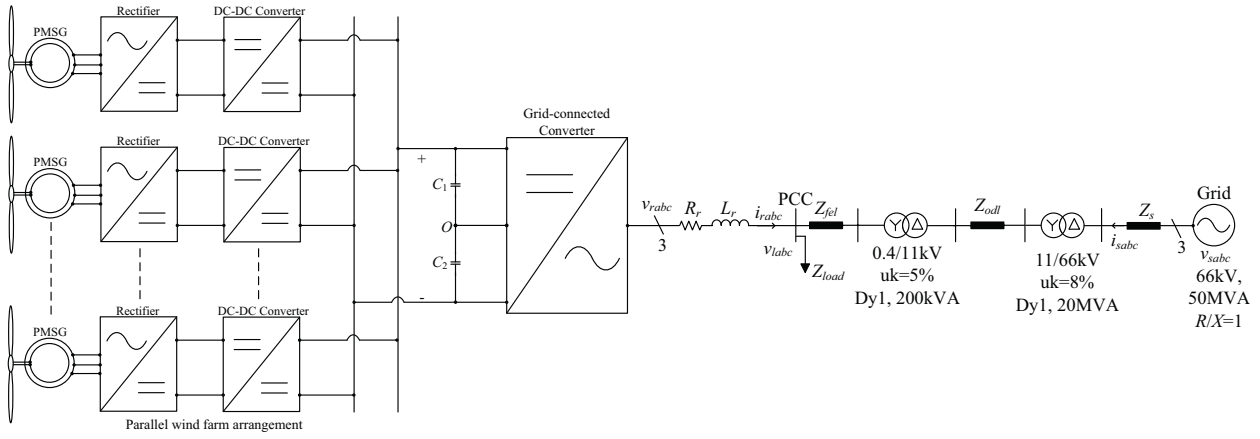 Rectifier
DC-DC Converter
PMSG
Rectifier
DC-DC Converter
PMSG
Grid-connected
Converter
+
C1
O
C2
-
vrabc
3
Rr
Lr
irabc
PCC
vlabc
Zload
Zfel
0.4/11kV
uk=5%
Dy1, 200kVA
Zodl
11/66kV
uk=8%
Dy1, 20MVA
isabc
Zs
3
Grid
vsabc
66kV,
50MVA
R/X=1
Rectifier
DC-DC Converter
PMSG
Parallel wind farm arrangement